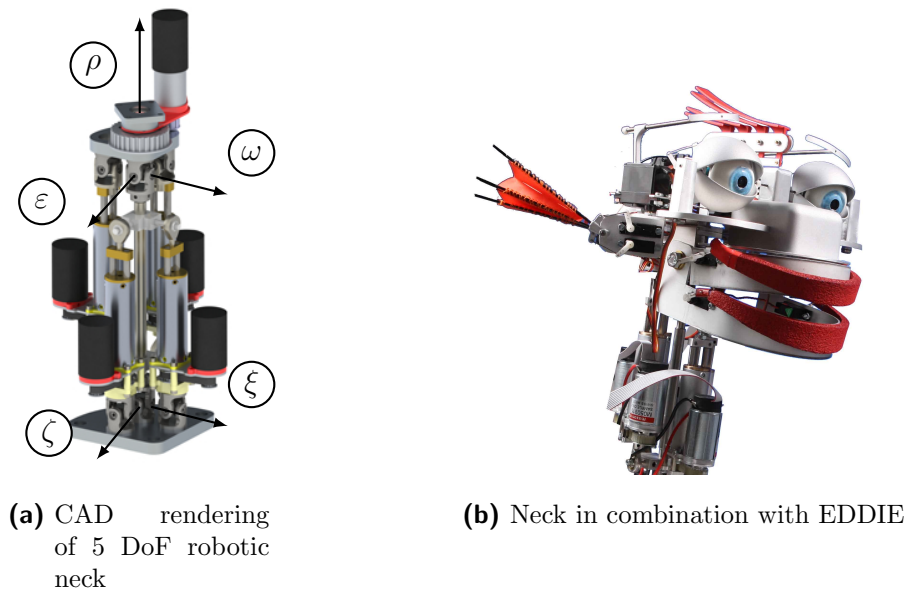 ρ
ω
ε
ξ
ζ
(a) CAD rendering
of 5 DoF robotic
neck
(b) Neck in combination with EDDIE